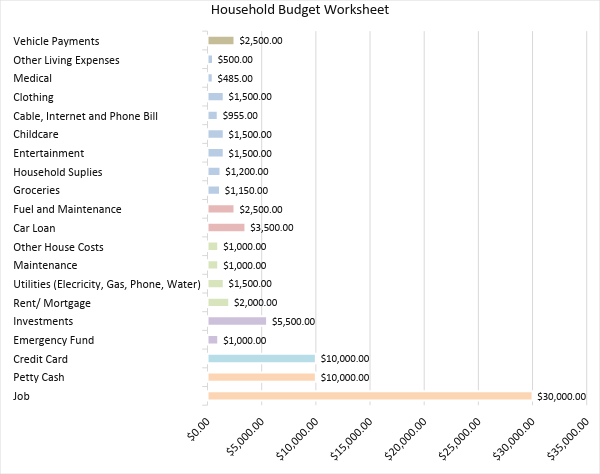 Household Budget Worksheet
Vehicle Payments $2,500.00
Other Living Expenses $500.00
Medical $485.00
Clothing $1,500.00
Cable, Internet and Phone Bill $955.00
Childcare $1,500.00
Entertainment $1,500.00
Household Suplies $1,200.00
Groceries $1,150.00
Fuel and Maintenance $2,500.00
Car Loan $3,500.00
Other House Costs $1,000.00
Maintenance $1,000.00
Utilities (Elecricity, Gas, Phone, Water) $1,500.00
Rent/ Mortgage $2,000.00
Investments $5,500.00
Emergency Fund $1,000.00
Credit Card $10,000.00
Petty Cash $10,000.00
Job $30,000.00
$0.00 $5,000.00 $10,000.00 $15,000.00 $20,000.00 $25,000.00 $30,000.00 $35,000.00